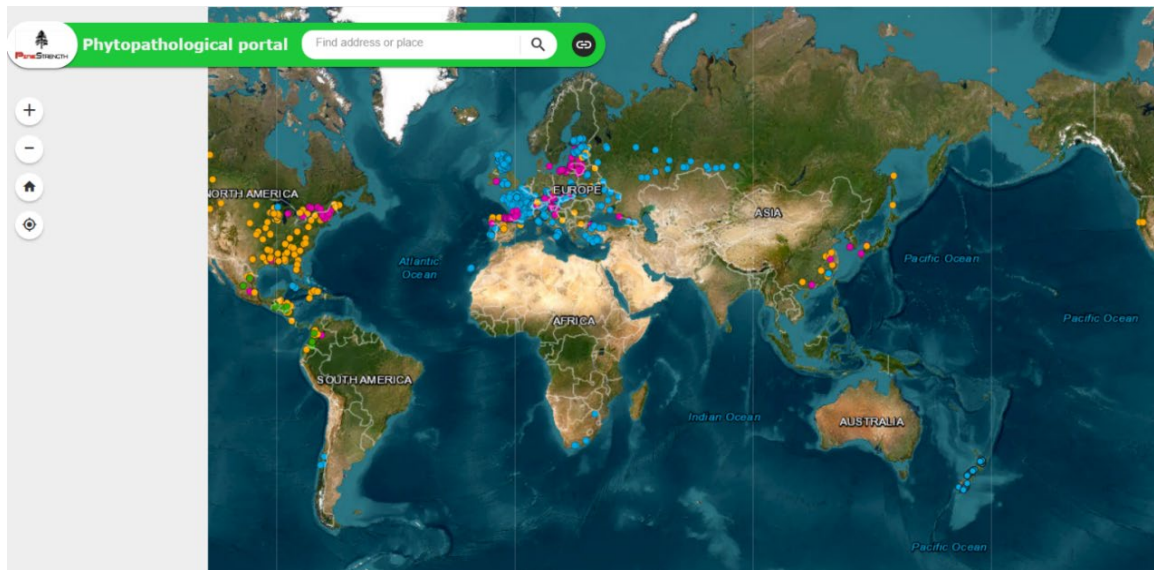 PINESTRENGTH
Phytopathological portal
Find address or place
NORTH AMERICA
EUROPE
ASIA
Atlantic
Ocean
Pacific Ocean
AFRICA
Pacific Ocean
SOUTH AMERICA
Indian Ocean
AUSTRALIA
Pacific Ocean